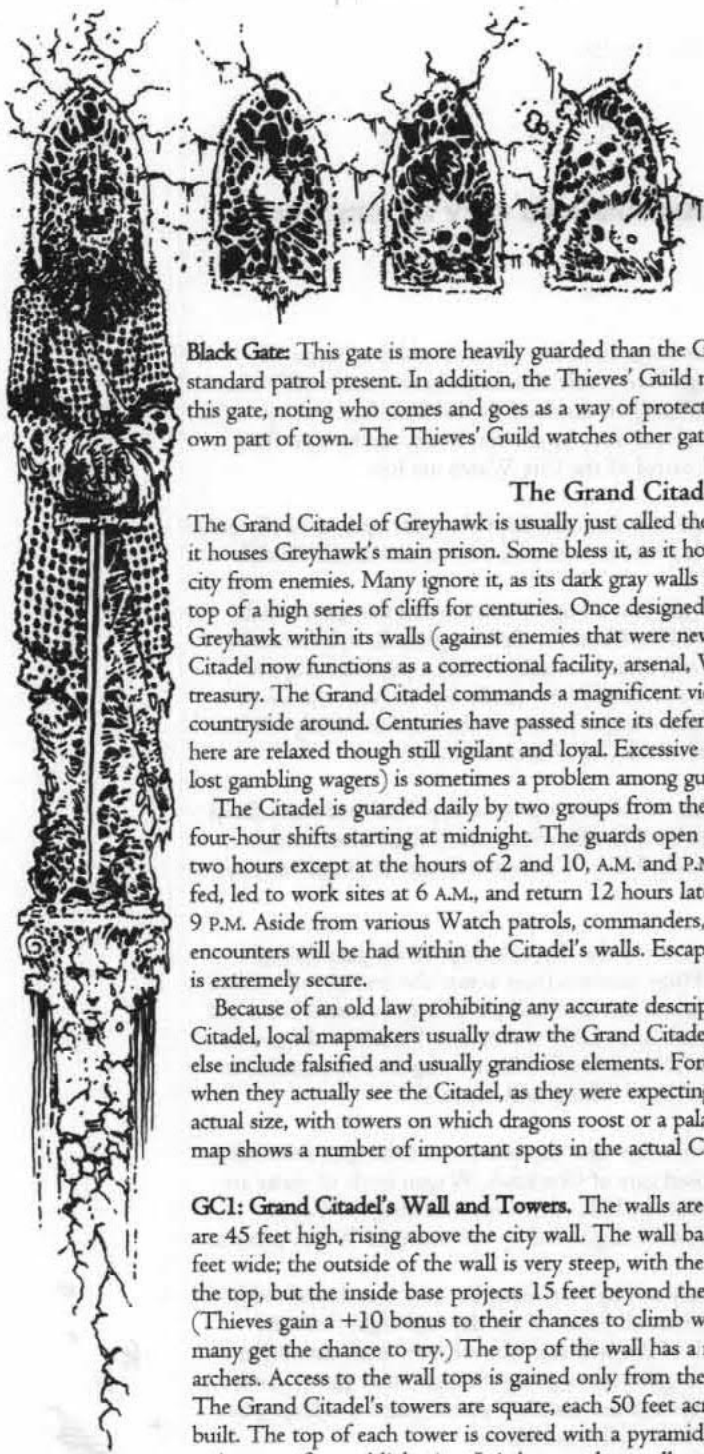 Black Gate: This gate is more heavily guarded than the G
standard patrol present. In addition, the Thieves' Guild
this gate, noting who comes and goes as a way of protect
own part of town. The Thieves' Guild watches other gat
The Grand Citad
The Grand Citadel of Greyhawk is usually just called the
it houses Greyhawk's main prison. Some bless it, as it ho
city from enemies. Many ignore it, as its dark gray walls
top of a high series of cliffs for centuries. Once designed
Greyhawk within its walls (against enemies that were nev
Citadel now functions as a correctional facility, arsenal,
treasury. The Grand Citadel commands a magnificent vi
countryside around. Centuries have passed since its defen
here are relaxed though still vigilant and loyal. Excessive
lost gambling wagers) is sometimes a problem among gu
The Citadel is guarded daily by two groups from the
four-hour shifts starting at midnight. The guards open
two hours except at the hours of 2 and 10, A.M. and P.M
fed, led to work sites at 6 A.M., and return 12 hours late
9 P.M. Aside from various Watch patrols, commanders,
encounters will be had within the Citadel's walls. Escap
is extremely secure.
Because of an old law prohibiting any accurate descrip
Citadel, local mapmakers usually draw the Grand Citade
else include falsified and usually grandiose elements. For
when they actually see the Citadel, as they were expecting
actual size, with towers on which dragons roost or a pala
map shows a number of important spots in the actual C
GC1: Grand Citadel's Wall and Towers. The walls are
are 45 feet high, rising above the city wall. The wall ba
feet wide; the outside of the wall is very steep, with the
the top, but the inside base projects 15 feet beyond the
(Thieves gain a +10 bonus to their chances to climb w
many get the chance to try.) The top of the wall has a
archers. Access to the wall tops is gained only from the
The Grand Citadel's towers are square, each 50 feet acr
built. The top of each tower is covered with a pyramid